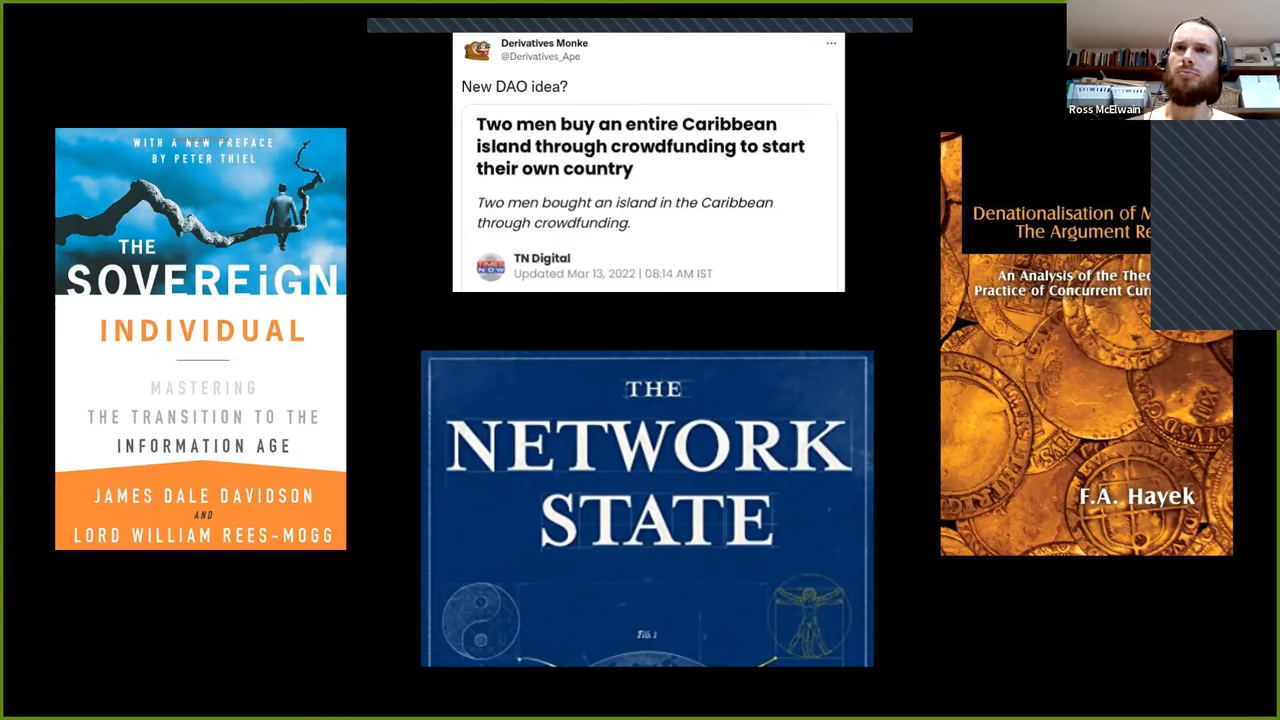 Derivatives Monke
@Derivatives_Ape
New DAO idea?
Two men buy an entire Caribbean
island through crowdfunding to start
their own country
Two men bought an island in the Caribbean
through crowdfunding.
TIMES
NOW
TN Digital
Updated Mar 13, 2022 | 08:14 AM IST
Ross McElwain
WITH A NEW PREFACE
BY PETER THIEL
THE
SOVEREiGN
INDIVIDUAL
MASTERING
THE TRANSITION TO THE
INFORMATION AGE
JAMES DALE DAVIDSON
AND
LORD WILLIAM REES-MOGG
THE
NETWORK
STATE
FIG. 1
Denationalisation of
The Argument
An Analysis of the
Practice of Concurrent
F.A. Hayek